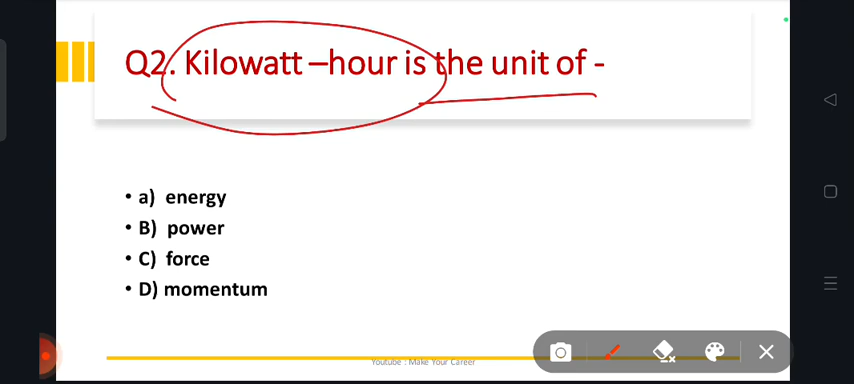 Q2. Kilowatt –hour is the unit of -
• a) energy
• B) power
• C) force
• D) momentum
Youtube : Make Your Career